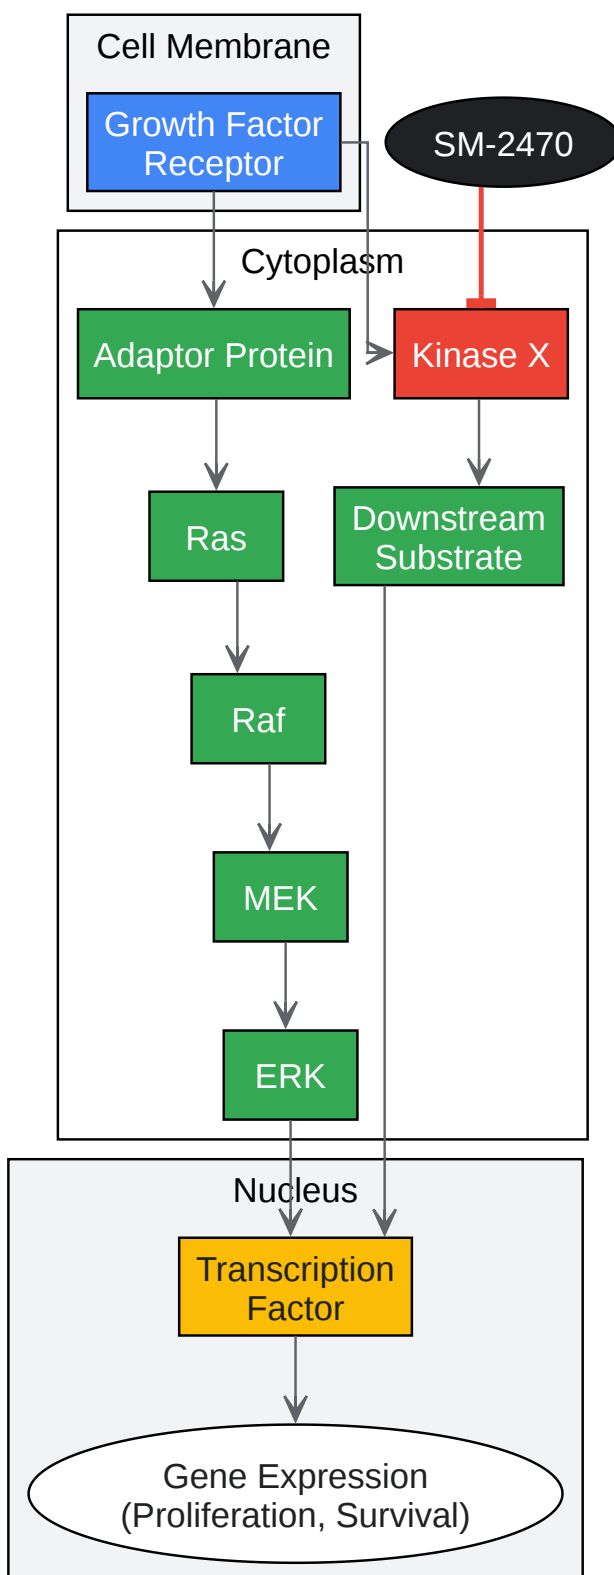 Cell Membrane
Growth Factor
Receptor
SM-2470
Cytoplasm
Adaptor Protein
Kinase X
Ras
Downstream
Substrate
Raf
MEK
ERK
Nucleus
Transcription
Factor
Gene Expression
(Proliferation, Survival)